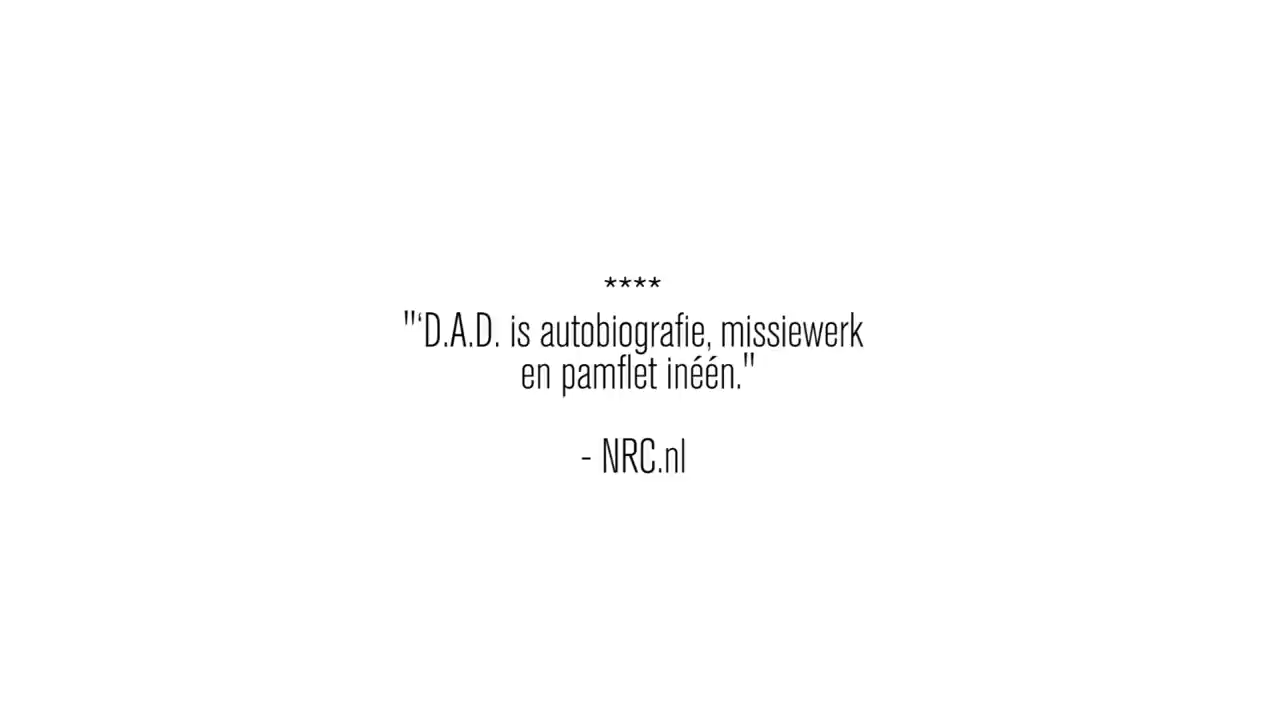 ****
"‘D.A.D. is autobiografie, missiewerk
en pamflet inéén."
- NRC.nl